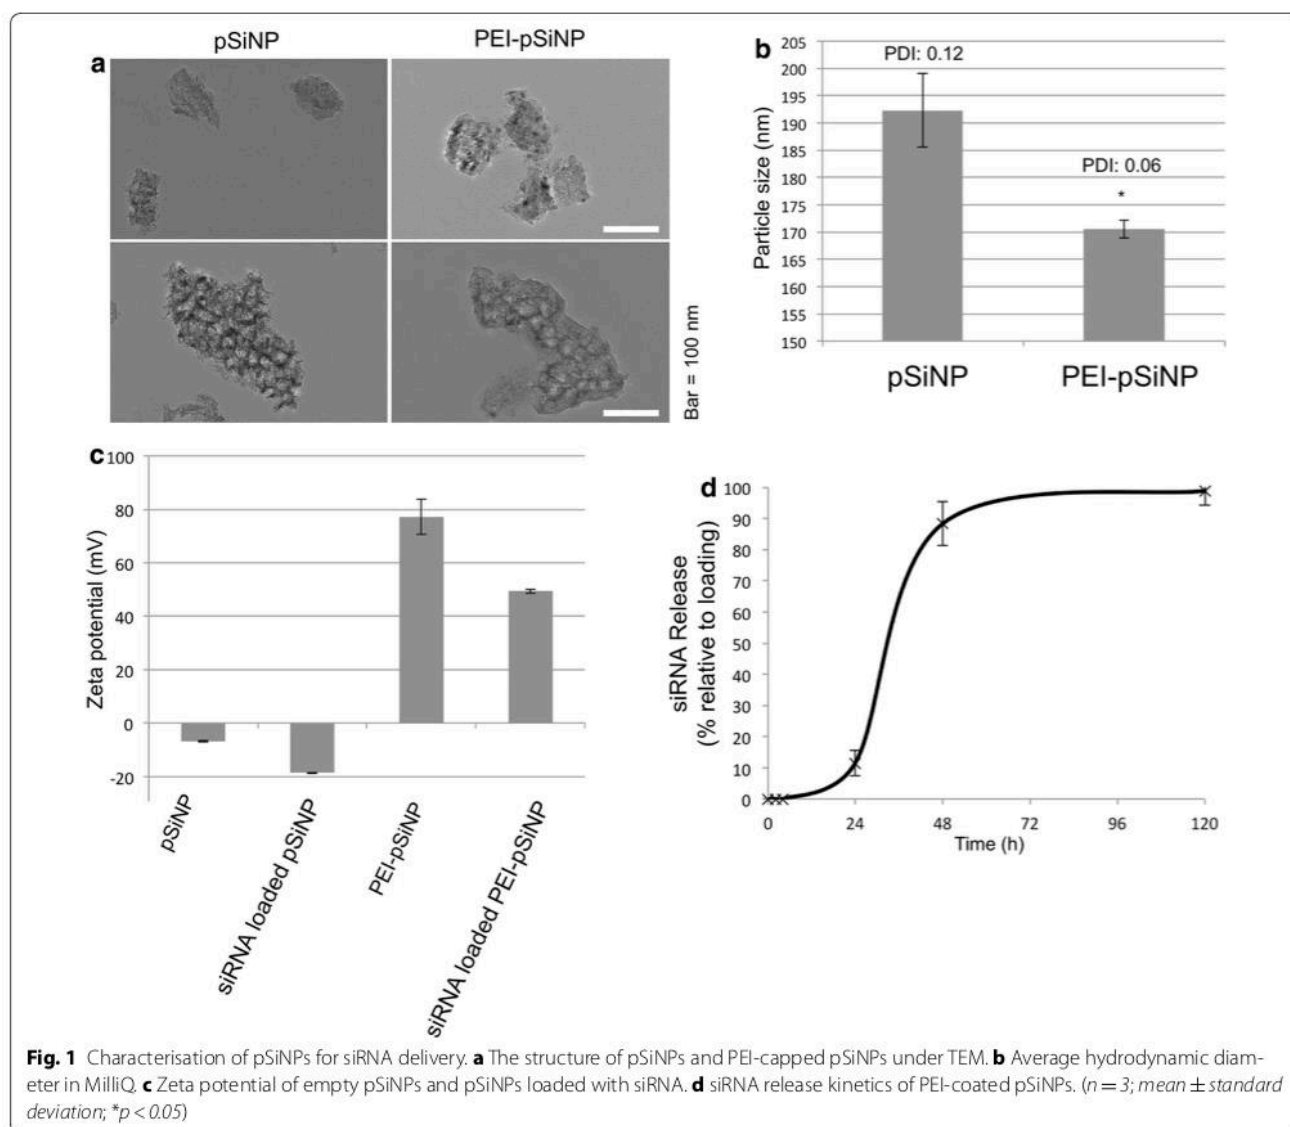 pSiNP PEI-pSiNP
a
Bar = 100 nm
b
205
200
195
190
185
180
175
170
165
160
155
150
Particle size (nm)
PDI: 0.12
PDI: 0.06
*
pSiNP PEI-pSiNP
c
100
80
60
40
20
0
-20
Zeta potential (mV)
pSiNP
siRNA loaded pSiNP
PEI-pSiNP
siRNA loaded PEI-pSiNP
d
100
90
80
70
60
50
40
30
20
10
0
siRNA Release
(% relative to loading)
0 24 48 72 96 120
Time (h)
Fig. 1 Characterisation of pSiNPs for siRNA delivery. a The structure of pSiNPs and PEI-capped pSiNPs under TEM. b Average hydrodynamic diam-
eter in MilliQ. c Zeta potential of empty pSiNPs and pSiNPs loaded with siRNA. d siRNA release kinetics of PEI-coated pSiNPs. (n = 3; mean ± standard
deviation; *p < 0.05)